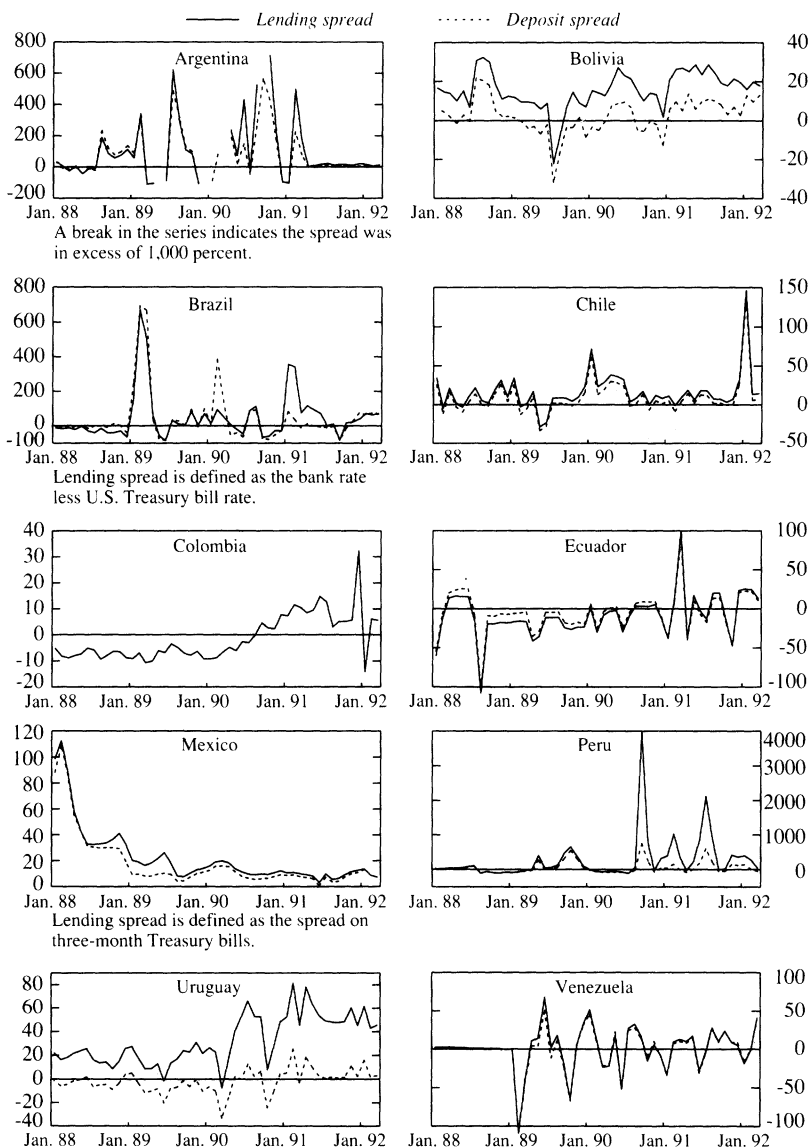 Lending spread
Deposit spread
Argentina
800
600
400
200
0
-200
Jan. 88 Jan. 89 Jan. 90 Jan. 91 Jan. 92
A break in the series indicates the spread was
in excess of 1,000 percent.
Bolivia
40
20
0
-20
-40
Jan. 88 Jan. 89 Jan. 90 Jan. 91 Jan. 92
Brazil
800
600
400
200
0
-100
Jan. 88 Jan. 89 Jan. 90 Jan. 91 Jan. 92
Lending spread is defined as the bank rate
less U.S. Treasury bill rate.
Chile
150
100
50
0
-50
Jan. 88 Jan. 89 Jan. 90 Jan. 91 Jan. 92
Colombia
40
30
20
10
0
-10
-20
Jan. 88 Jan. 89 Jan. 90 Jan. 91 Jan. 92
Ecuador
100
50
0
-50
-100
Jan. 88 Jan. 89 Jan. 90 Jan. 91 Jan. 92
Mexico
120
100
80
60
40
20
0
Jan. 88 Jan. 89 Jan. 90 Jan. 91 Jan. 92
Lending spread is defined as the spread on
three-month Treasury bills.
Peru
4000
3000
2000
1000
0
Jan. 88 Jan. 89 Jan. 90 Jan. 91 Jan. 92
Uruguay
80
60
40
20
0
-20
-40
Jan. 88 Jan. 89 Jan. 90 Jan. 91 Jan. 92
Venezuela
100
50
0
-50
-100
Jan. 88 Jan. 89 Jan. 90 Jan. 91 Jan. 92